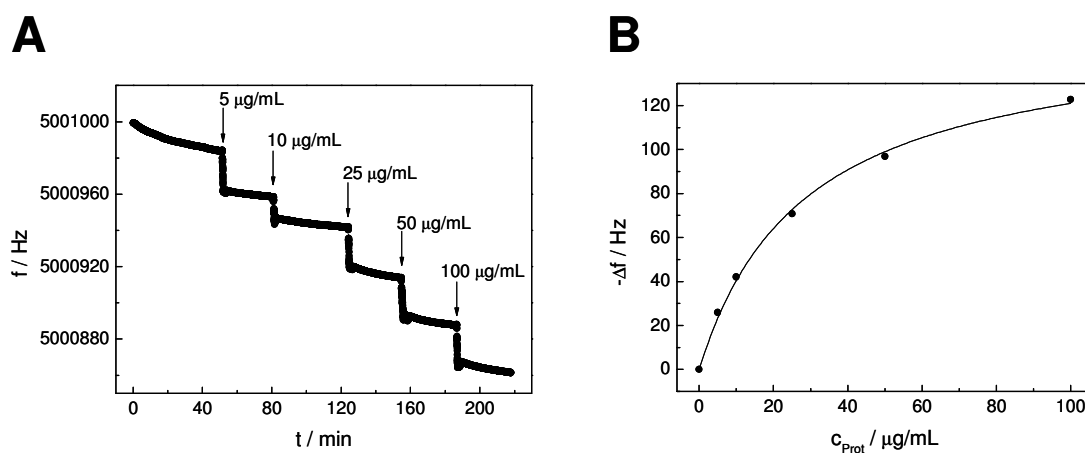 A
B
5 µg/mL
10 µg/mL
25 µg/mL
50 µg/mL
100 µg/mL
5001000
5000960
5000920
5000880
f / Hz
0
40
80
120
160
200
t / min
120
100
80
60
40
20
0
-Δf / Hz
0
20
40
60
80
100
cProt / µg/mL